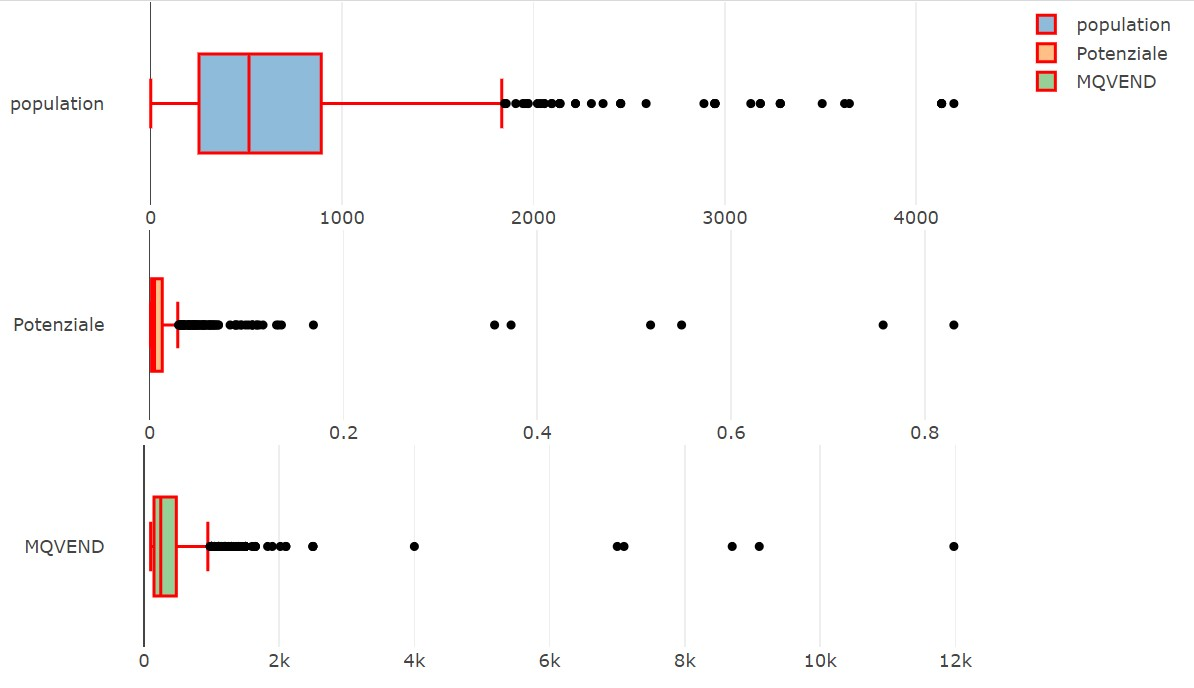 population
Potenziale
MQVEND
population
0 1000 2000 3000 4000
Potenziale
0 0.2 0.4 0.6 0.8
MQVEND
0 2k 4k 6k 8k 10k 12k